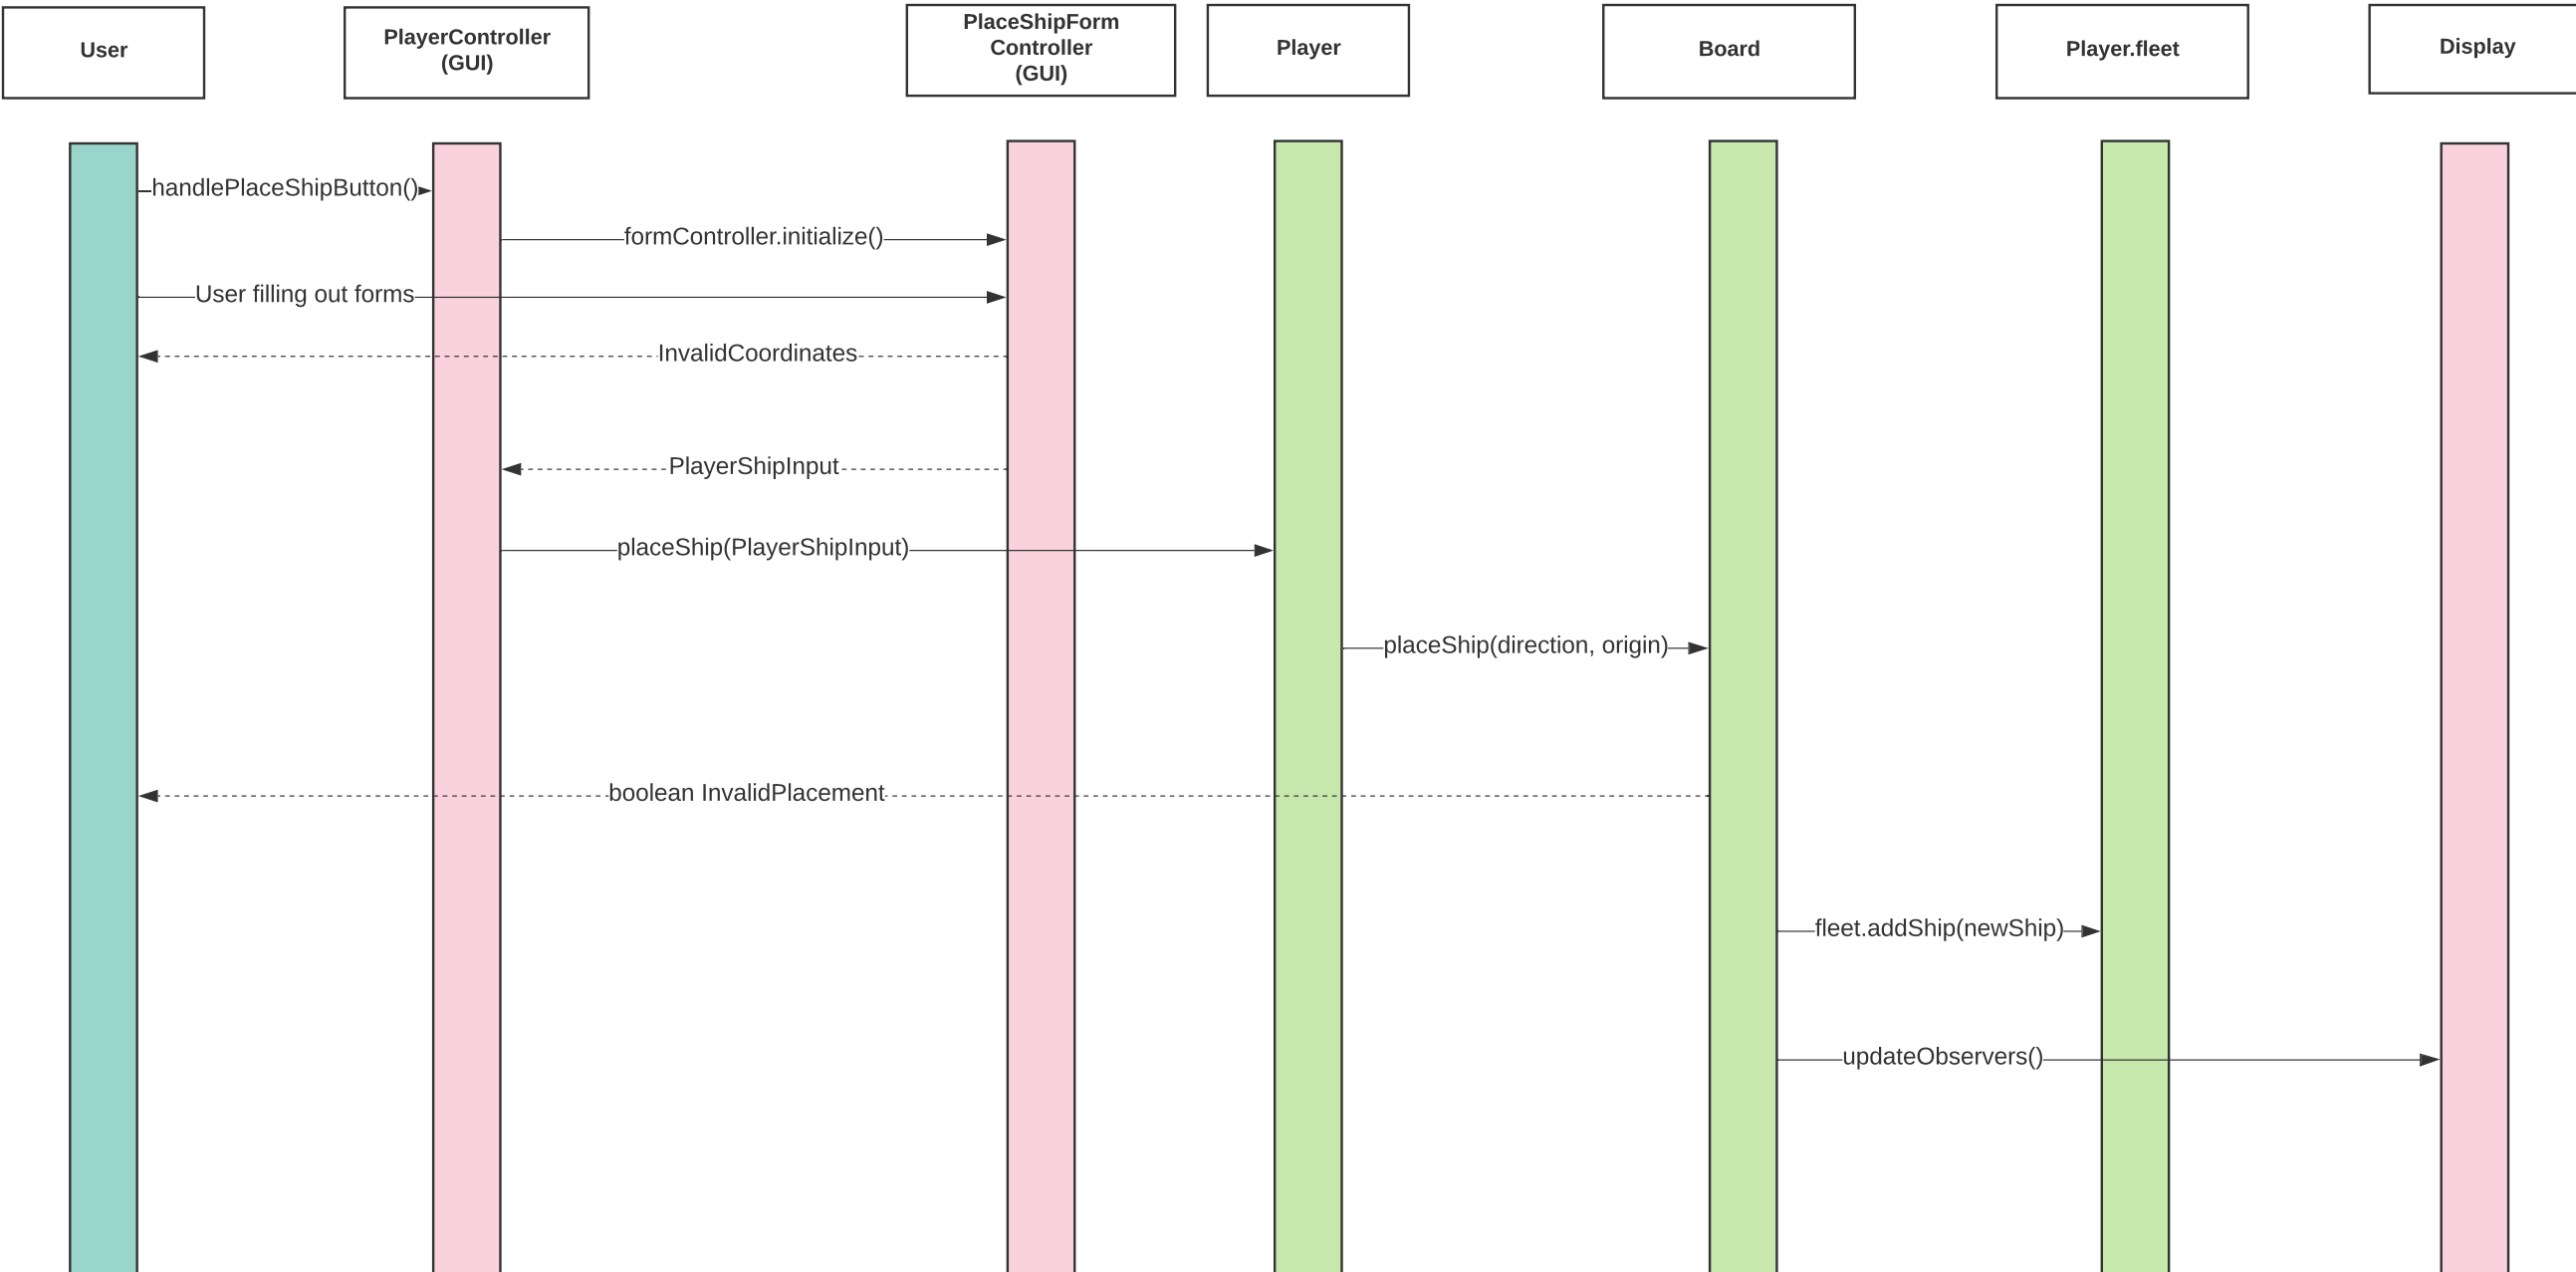 User
PlayerController
(GUI)
PlaceShipForm
Controller
(GUI)
Player
Board
Player.fleet
Display
handlePlaceShipButton()
formController.initialize()
User filling out forms
InvalidCoordinates
PlayerShipInput
placeShip(PlayerShipInput)
placeShip(direction, origin)
boolean InvalidPlacement
fleet.addShip(newShip)
updateObservers()